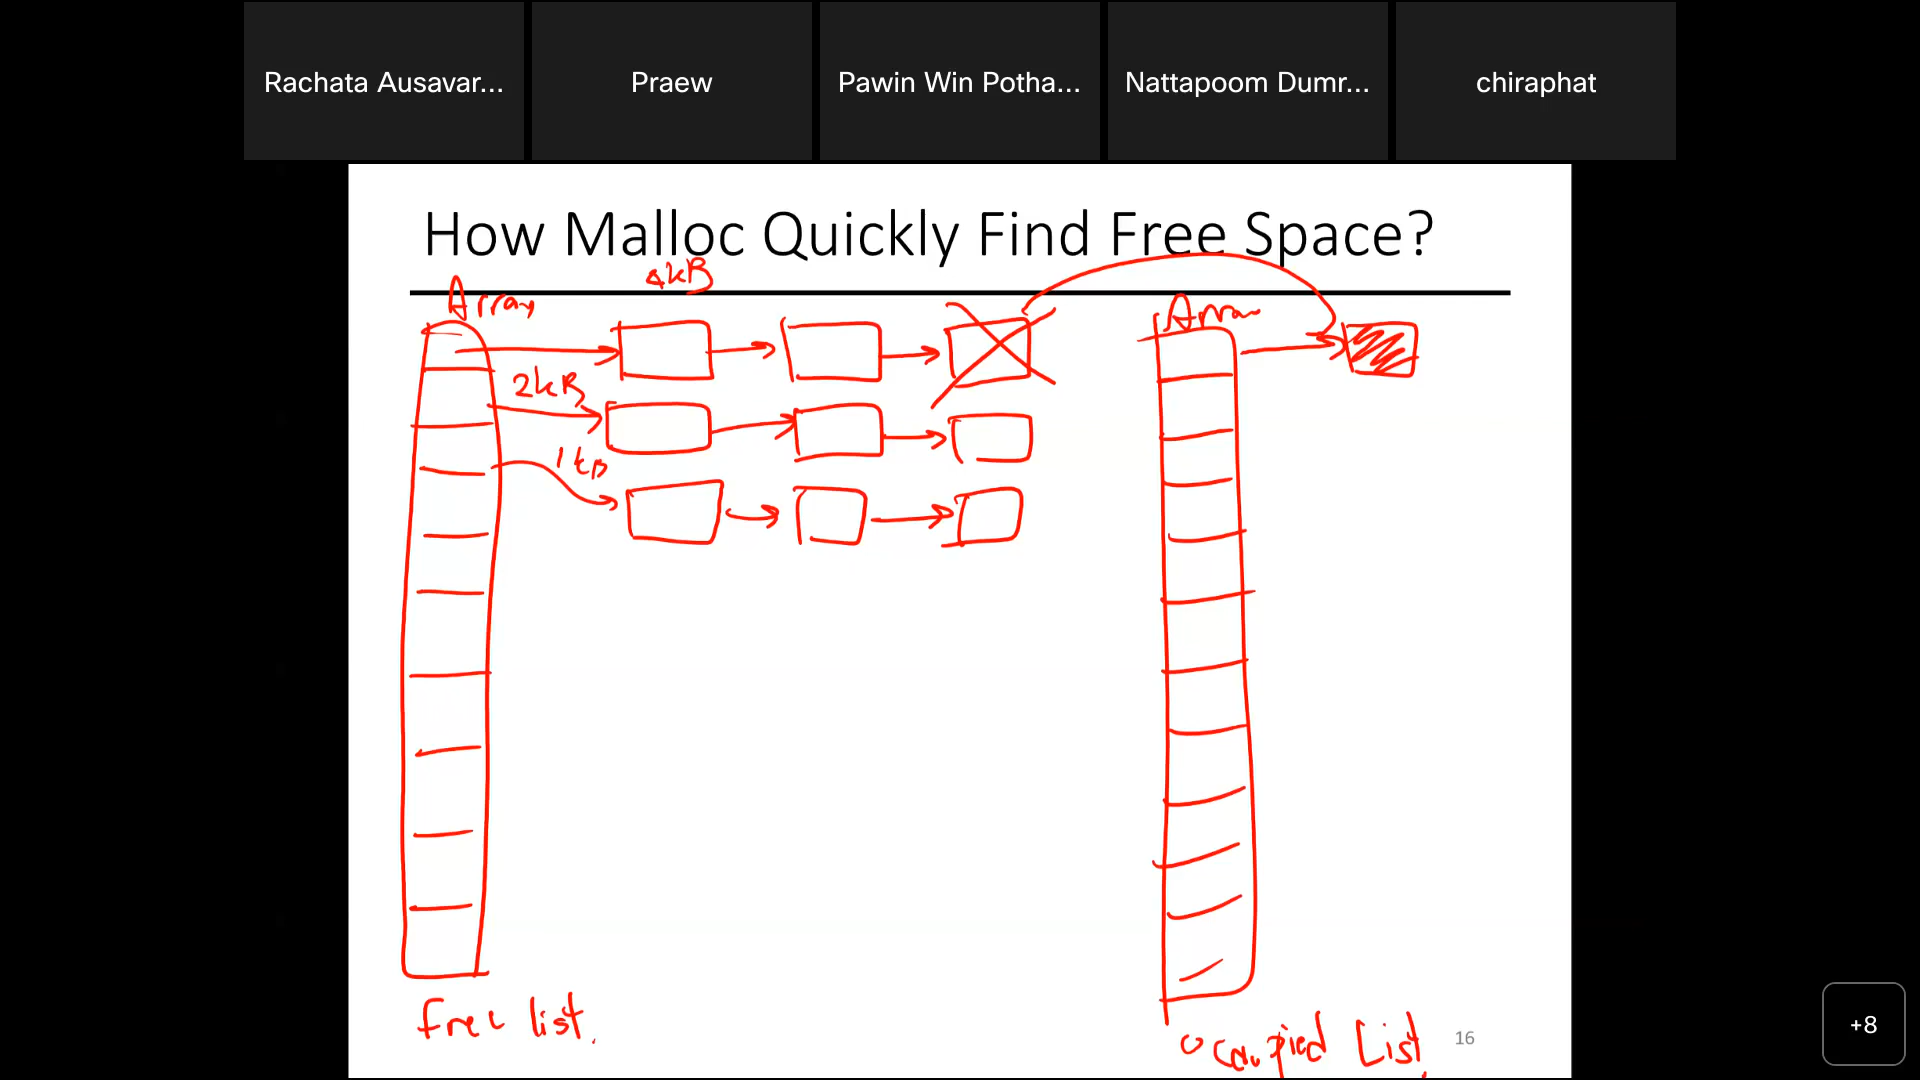 Rachata Ausavar... Praew Pawin Win Potha... Nattapoom Dumr... chiraphat
How Malloc Quickly Find Free Space?
4kB
Array
Array
2kB
1kB
Free list.
Occupied List.
16
+8